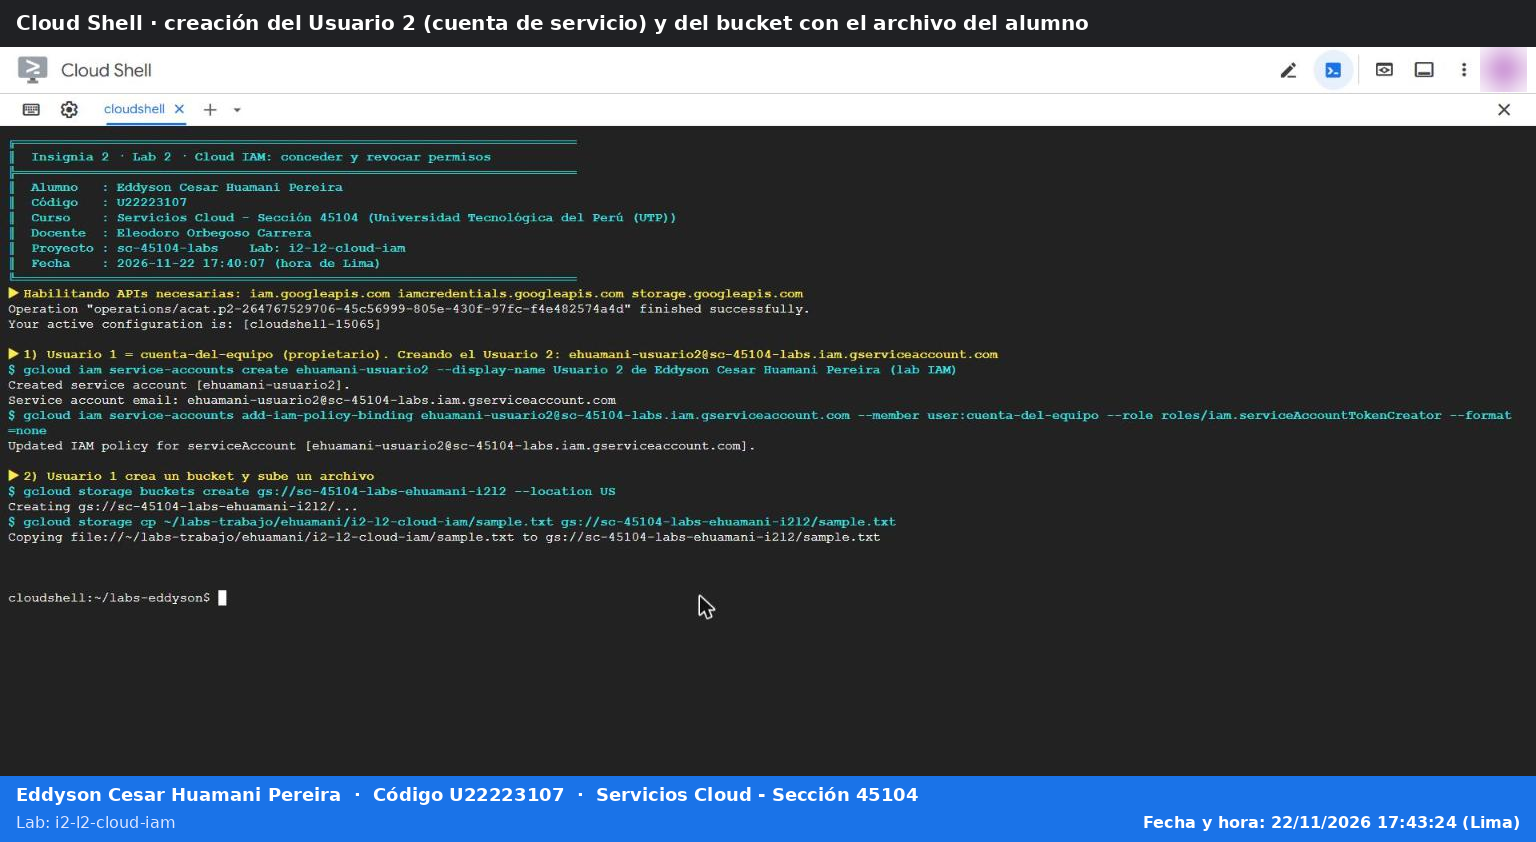 Cloud Shell · creación del Usuario 2 (cuenta de servicio) y del bucket con el archivo del alumno
Cloud Shell
cloudshell
Insignia 2 · Lab 2 · Cloud IAM: conceder y revocar permisos
Alumno : Eddyson Cesar Huamani Pereira
Código : U22223107
Curso : Servicios Cloud - Sección 45104 (Universidad Tecnológica del Perú (UTP))
Docente : Eleodoro Orbegoso Carrera
Proyecto : sc-45104-labs Lab: i2-l2-cloud-iam
Fecha : 2026-11-22 17:40:07 (hora de Lima)
▶ Habilitando APIs necesarias: iam.googleapis.com iamcredentials.googleapis.com storage.googleapis.com
Operation "operations/acat.p2-264767529706-45c56999-805e-430f-97fc-f4e482574a4d" finished successfully.
Your active configuration is: [cloudshell-15065]
▶ 1) Usuario 1 = cuenta-del-equipo (propietario). Creando el Usuario 2: ehuamani-usuario2@sc-45104-labs.iam.gserviceaccount.com
$ gcloud iam service-accounts create ehuamani-usuario2 --display-name Usuario 2 de Eddyson Cesar Huamani Pereira (lab IAM)
Created service account [ehuamani-usuario2].
Service account email: ehuamani-usuario2@sc-45104-labs.iam.gserviceaccount.com
$ gcloud iam service-accounts add-iam-policy-binding ehuamani-usuario2@sc-45104-labs.iam.gserviceaccount.com --member user:cuenta-del-equipo --role roles/iam.serviceAccountTokenCreator --format
=none
Updated IAM policy for serviceAccount [ehuamani-usuario2@sc-45104-labs.iam.gserviceaccount.com].
▶ 2) Usuario 1 crea un bucket y sube un archivo
$ gcloud storage buckets create gs://sc-45104-labs-ehuamani-i2l2 --location US
Creating gs://sc-45104-labs-ehuamani-i2l2/...
$ gcloud storage cp ~/labs-trabajo/ehuamani/i2-l2-cloud-iam/sample.txt gs://sc-45104-labs-ehuamani-i2l2/sample.txt
Copying file://~/labs-trabajo/ehuamani/i2-l2-cloud-iam/sample.txt to gs://sc-45104-labs-ehuamani-i2l2/sample.txt
cloudshell:~/labs-eddyson$
Eddyson Cesar Huamani Pereira · Código U22223107 · Servicios Cloud - Sección 45104
Lab: i2-l2-cloud-iam
Fecha y hora: 22/11/2026 17:43:24 (Lima)